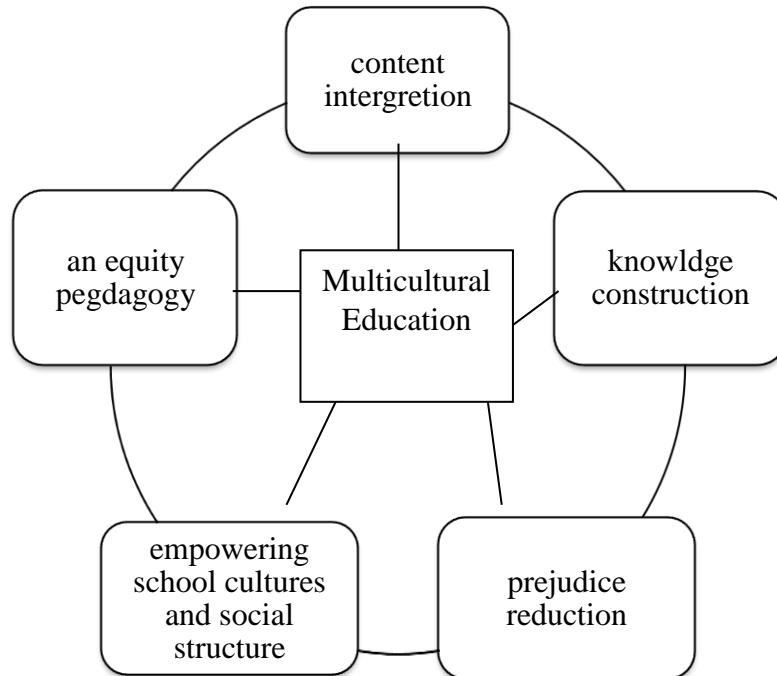 content
intergretion
an equity
pegdagogy
Multicultural
Education
knowldge
construction
empowering
school cultures
and social
structure
prejudice
reduction